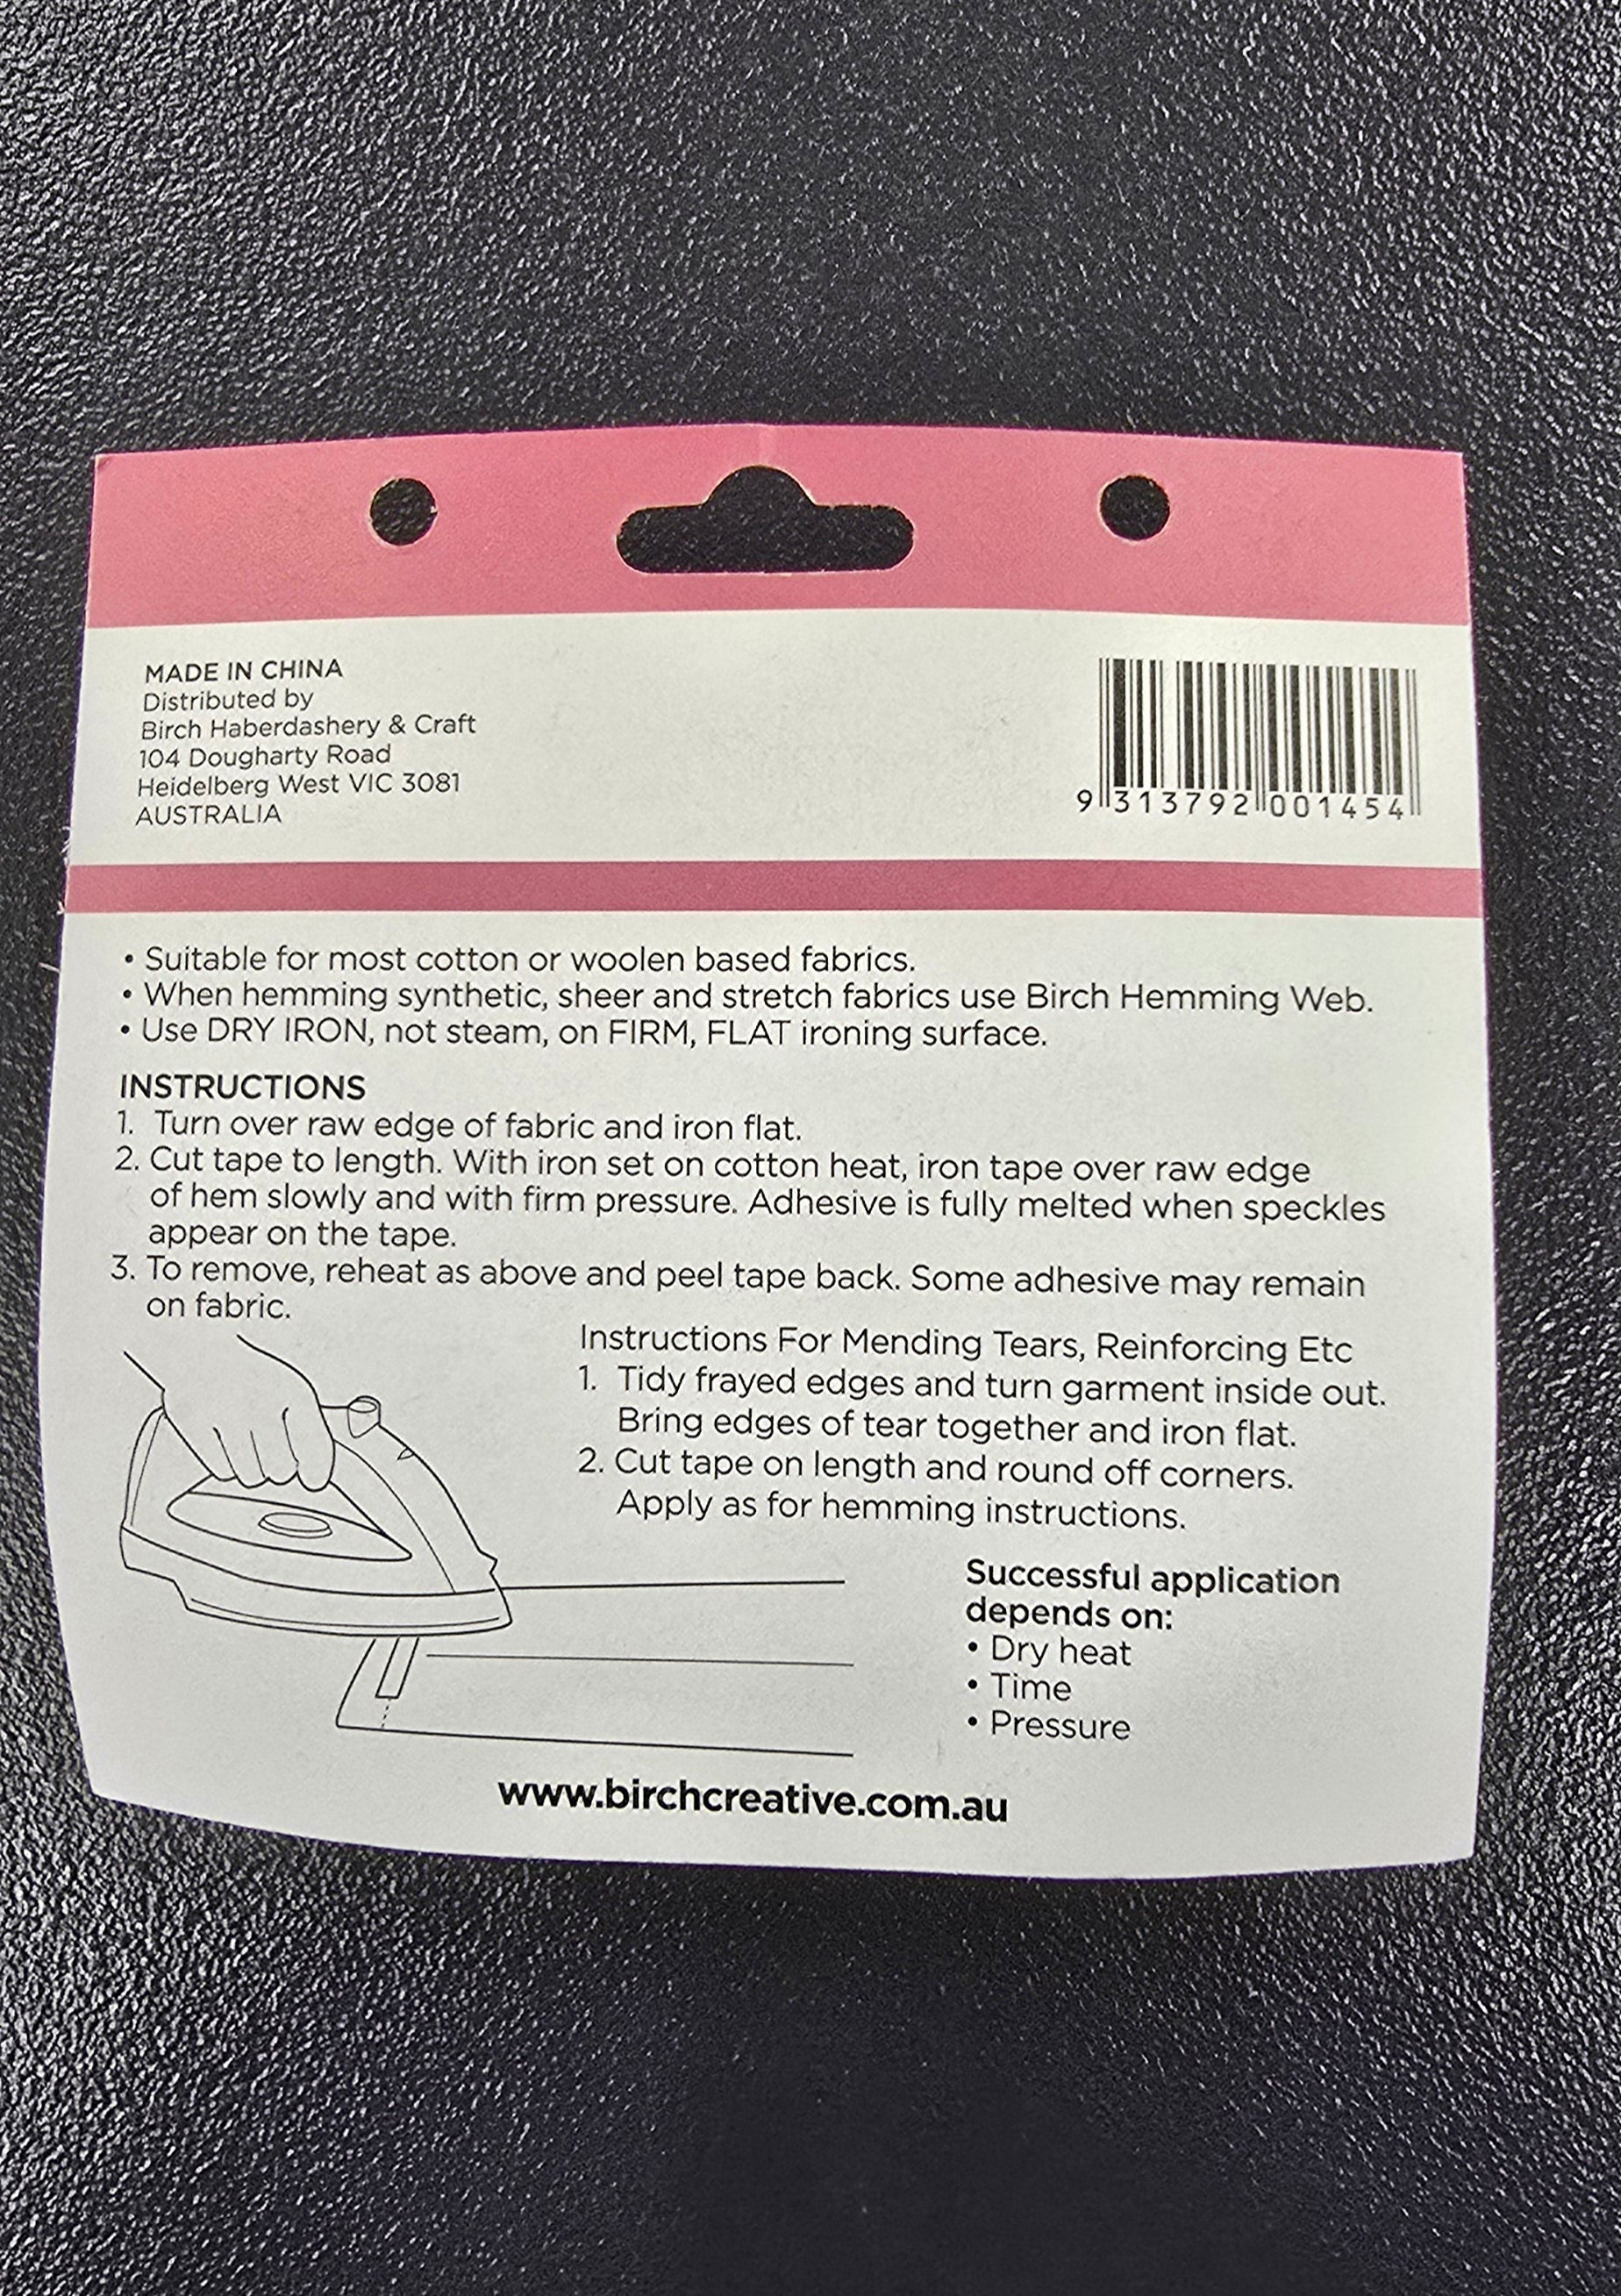 MADE IN CHINA
Distributed by
Birch Haberdashery & Craft
104 Dougharty Road
Heidelberg West VIC 3081
AUSTRALIA
9 313792 001454
• Suitable for most cotton or woolen based fabrics.
• When hemming synthetic, sheer and stretch fabrics use Birch Hemming Web.
• Use DRY IRON, not steam, on FIRM, FLAT ironing surface.
INSTRUCTIONS
1. Turn over raw edge of fabric and iron flat.
2. Cut tape to length. With iron set on cotton heat, iron tape over raw edge
of hem slowly and with firm pressure. Adhesive is fully melted when speckles
appear on the tape.
3. To remove, reheat as above and peel tape back. Some adhesive may remain
on fabric.
Instructions For Mending Tears, Reinforcing Etc
1. Tidy frayed edges and turn garment inside out.
Bring edges of tear together and iron flat.
2. Cut tape on length and round off corners.
Apply as for hemming instructions.
Successful application
depends on:
• Dry heat
• Time
• Pressure
www.birchcreative.com.au